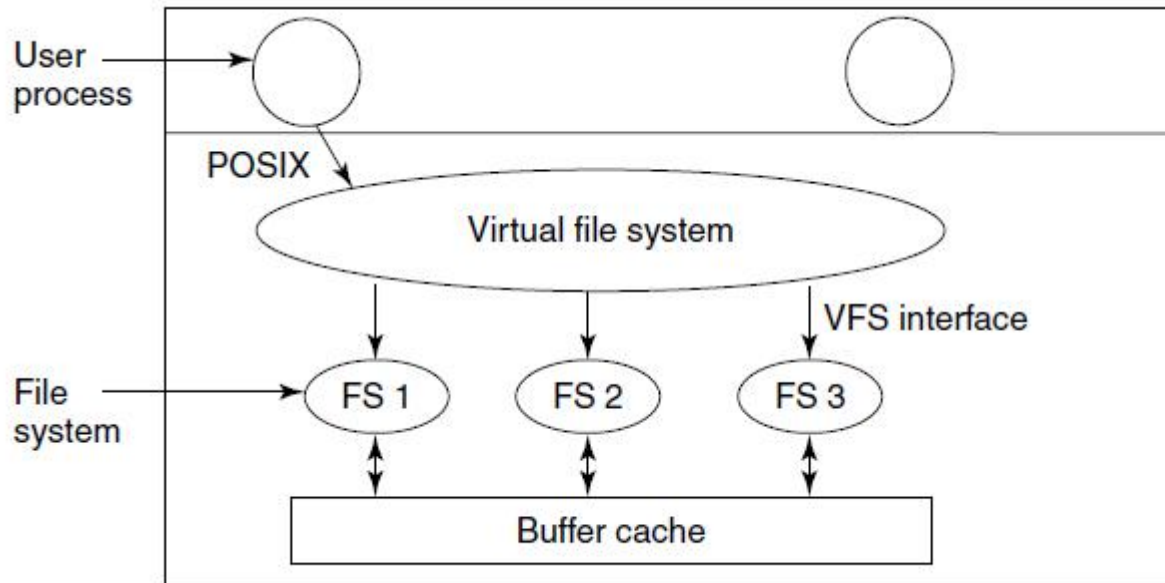 User
process
POSIX
Virtual file system
VFS interface
File
system
FS 1
FS 2
FS 3
Buffer cache